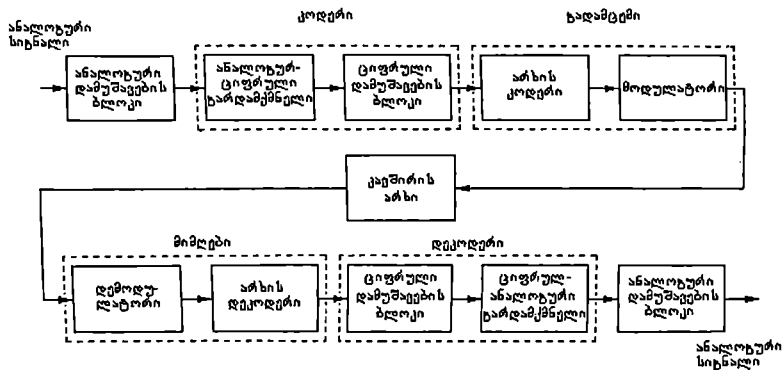 კოდერი
გადამცემი
ანალოგური
სიგნალი
ანალოგური
დამუშავების
ბლოკი
ანალოგურ-
ციფრული
გარდამქმნელი
ციფრული
დამუშავების
ბლოკი
არხის
კოდერი
მოდულატორი
კავშირის
არხი
მიმღები
დეკოდერი
დემოდუ-
ლატორი
არხის
დეკოდერი
ციფრული
დამუშავების
ბლოკი
ციფრულ-
ანალოგური
გარდამქმნელი
ანალოგური
დამუშავების
ბლოკი
ანალოგური
სიგნალი